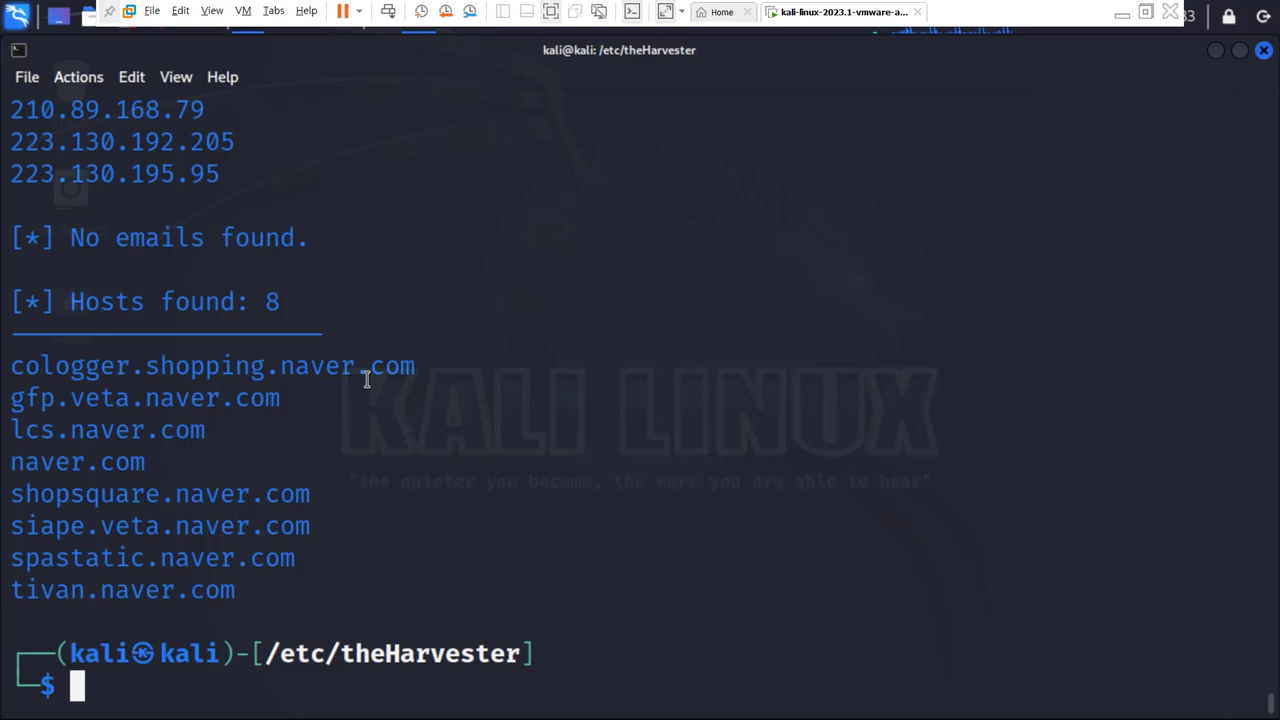 File Edit View VM Tabs Help
Home
kali-linux-2023.1-vmware-a...
kali@kali: /etc/theHarvester
File Actions Edit View Help
210.89.168.79
223.130.192.205
223.130.195.95
[*] No emails found.
[*] Hosts found: 8
cologger.shopping.naver.com
gfp.veta.naver.com
lcs.naver.com
naver.com
shopsquare.naver.com
siape.veta.naver.com
spastatic.naver.com
tivan.naver.com
KALI LINUX
"the quieter you become, the more you are able to hear"
(kali㉿kali)-[/etc/theHarvester]
$